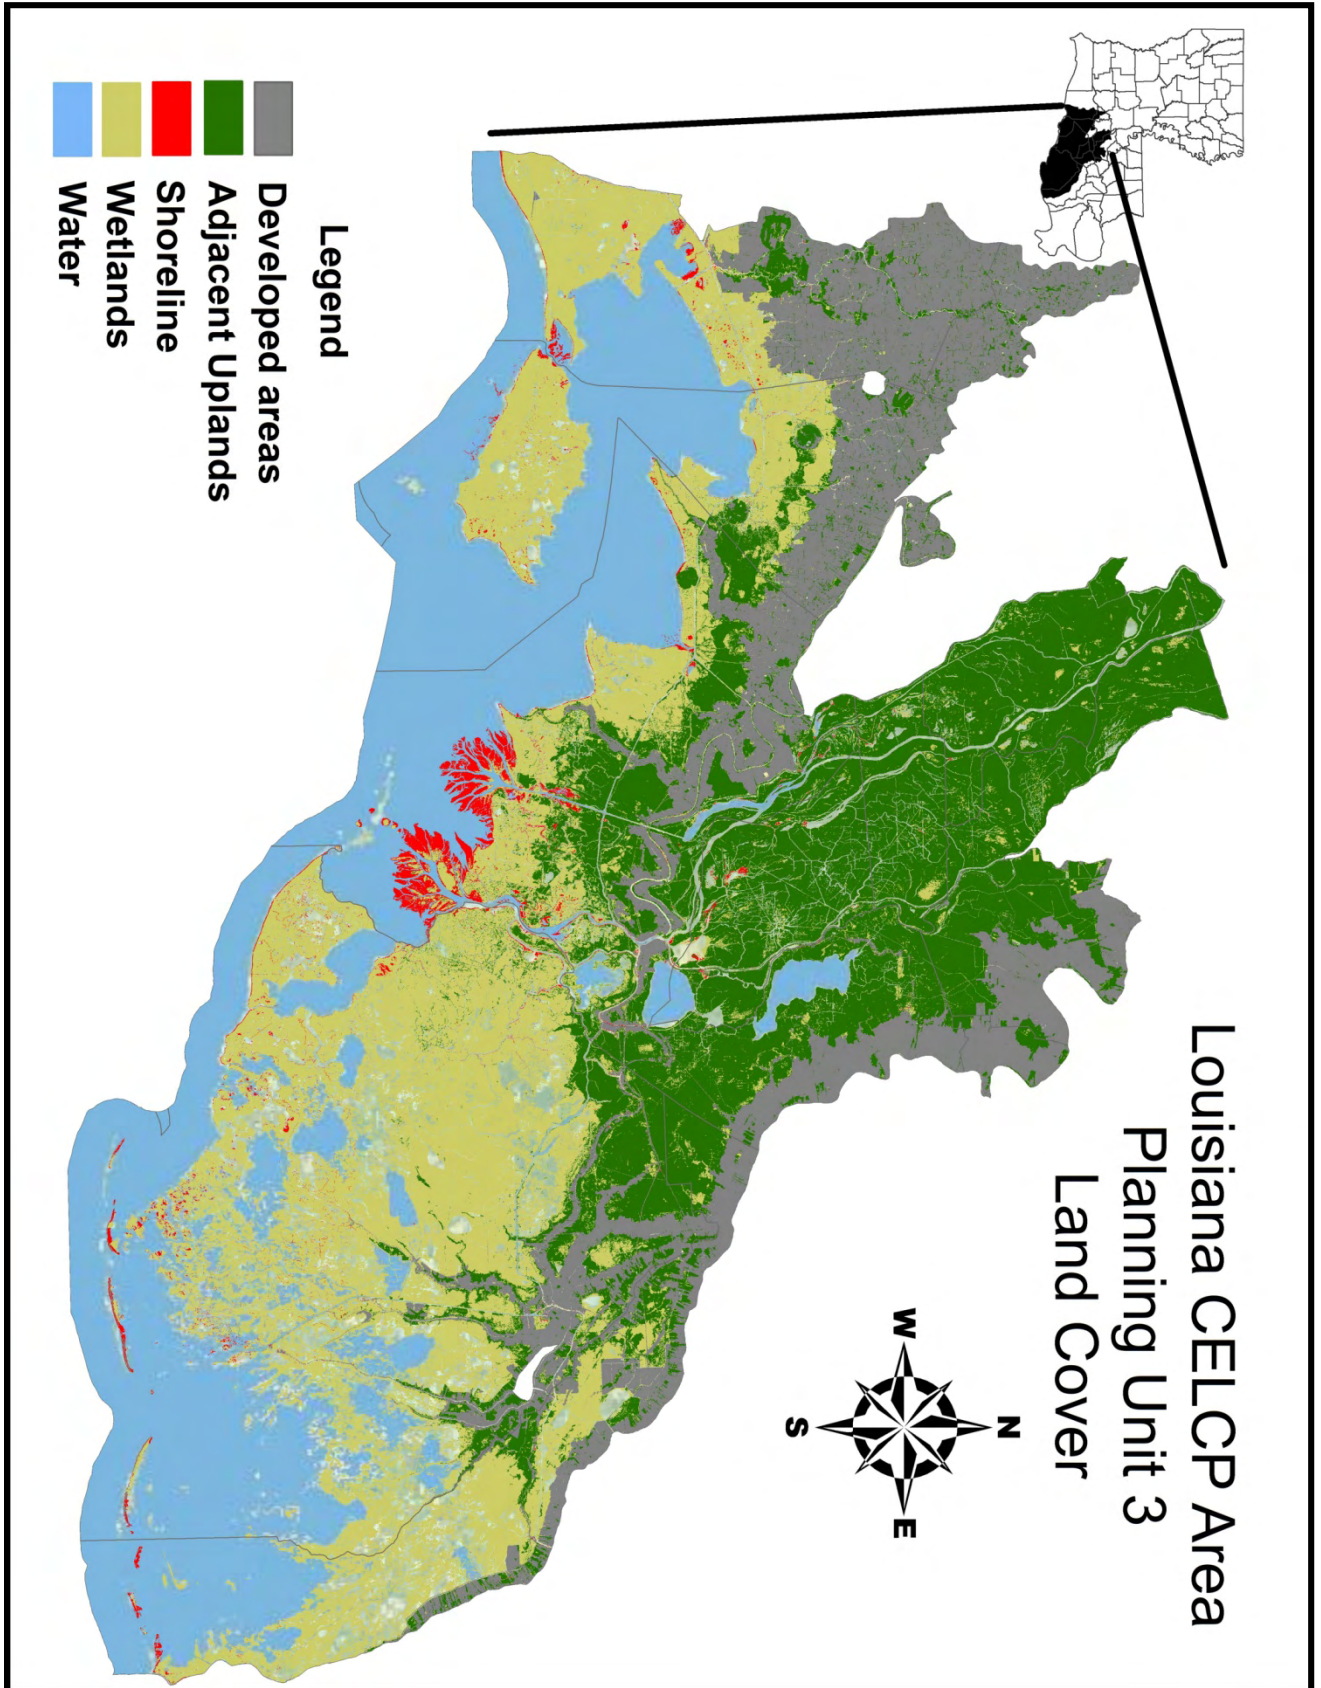 Louisiana CELCP Area
Planning Unit 3
Land Cover
N
W
E
S
Legend
Developed areas
Adjacent Uplands
Shoreline
Wetlands
Water